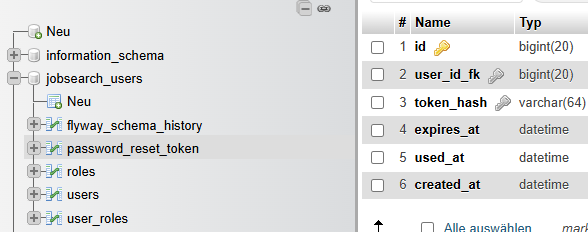 Neu
information_schema
jobsearch_users
Neu
flyway_schema_history
password_reset_token
roles
users
user_roles
# Name Typ
1 id bigint(20)
2 user_id_fk bigint(20)
3 token_hash varchar(64)
4 expires_at datetime
5 used_at datetime
6 created_at datetime
Alle auswählen